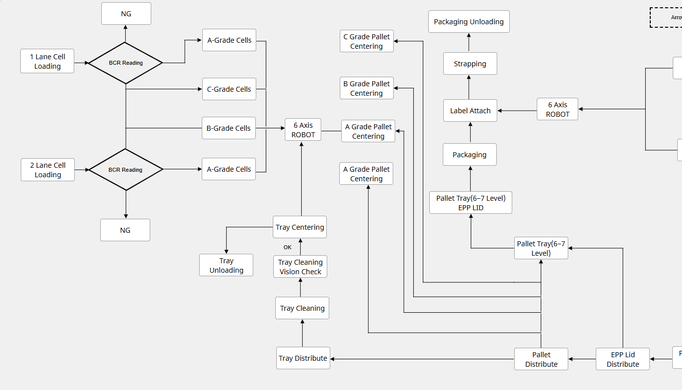 NG
1 Lane Cell
Loading
BCR Reading
A-Grade Cells
C-Grade Cells
B-Grade Cells
A-Grade Cells
2 Lane Cell
Loading
BCR Reading
NG
6 Axis
ROBOT
C Grade Pallet
Centering
B Grade Pallet
Centering
A Grade Pallet
Centering
A Grade Pallet
Centering
Packaging Unloading
Strapping
Label Attach
6 Axis
ROBOT
Packaging
Pallet Tray(6~7 Level)
EPP LID
Pallet Tray(6~7
Level)
Tray Centering
OK
Tray
Unloading
Tray Cleaning
Vision Check
Tray Cleaning
Tray Distribute
Pallet
Distribute
EPP Lid
Distribute